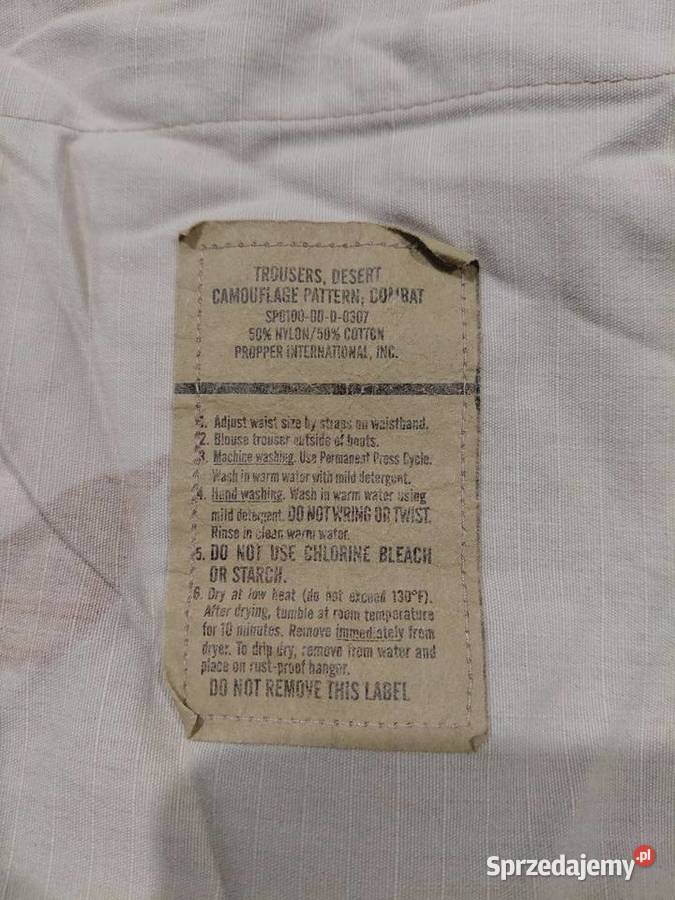 TROUSERS, DESERT
CAMOUFLAGE PATTERN, COMBAT
SP0100-00-D-0307
50% NYLON/50% COTTON
PROPPER INTERNATIONAL, INC.
1. Adjust waist size by straps on waistband.
2. Blouse trouser outside of boots.
3. Machine washing. Use Permanent Press Cycle.
Wash in warm water with mild detergent.
4. Hand washing. Wash in warm water using
mild detergent. DO NOT WRING OR TWIST.
Rinse in clean warm water.
5. DO NOT USE CHLORINE BLEACH
OR STARCH.
6. Dry at low heat (do not exceed 130°F).
After drying, tumble at room temperature
for 10 minutes. Remove immediately from
dryer. To drip dry, remove from water and
place on rust-proof hanger.
DO NOT REMOVE THIS LABEL
Sprzedajemy.pl